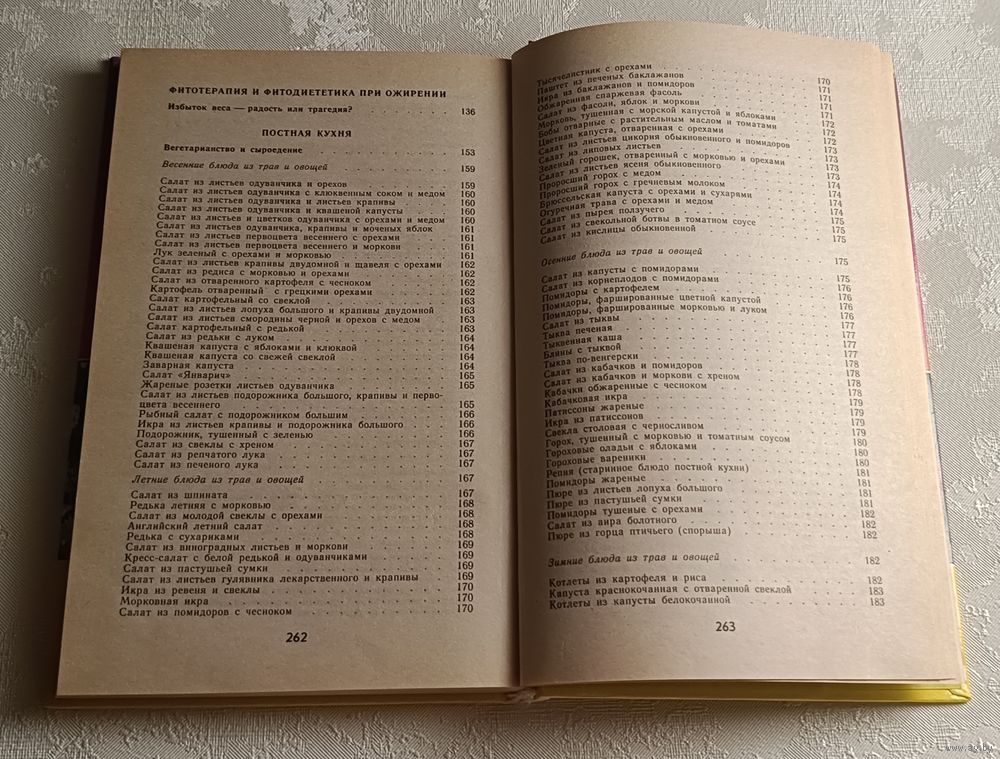 ФИТОТЕРАПИЯ И ФИТОДИЕТЕТИКА ПРИ ОЖИРЕНИИ
Избыток веса — радость или трагедия? 136
ПОСТНАЯ КУХНЯ
Вегетарианство и сыроедение 153
Весенние блюда из трав и овощей 159
Салат из листьев одуванчика и орехов 159
Салат из листьев одуванчика с клюквенным соком и медом 160
Салат из листьев одуванчика и листьев крапивы 160
Салат из листьев одуванчика и квашеной капусты 160
Салат из листьев и цветков одуванчика с орехами и медом 160
Салат из листьев одуванчика, крапивы и моченых яблок 161
Салат из листьев первоцвета весеннего с орехами 161
Салат из листьев первоцвета весеннего и моркови 161
Лук зеленый с орехами и морковью 161
Салат из листьев крапивы двудомной и щавеля с орехами 162
Салат из редиса с морковью и орехами 162
Салат из отваренного картофеля с чесноком 162
Картофель отваренный с грецкими орехами 162
Салат картофельный со свеклой 163
Салат из листьев лопуха большого и крапивы двудомной 163
Салат из листьев смородины черной и орехов с медом 163
Салат картофельный с редькой 163
Салат из редьки с луком 164
Квашеная капуста с яблоками и клюквой 164
Квашеная капуста со свежей свеклой 164
Заварная капуста 164
Салат «Январич» 165
Жареные розетки листьев одуванчика 165
Салат из листьев подорожника большого, крапивы и перво-
цвета весеннего 165
Рыбный салат с подорожником большим 166
Икра из листьев крапивы и подорожника большого 166
Подорожник, тушенный с зеленью 166
Салат из свеклы с хреном 167
Салат из репчатого лука 167
Салат из печеного лука 167
Летние блюда из трав и овощей 167
Салат из шпината 167
Редька летняя с морковью 168
Салат из молодой свеклы с орехами 168
Английский летний салат 168
Редька с сухариками 168
Салат из виноградных листьев и моркови 169
Кресс-салат с белой редькой и одуванчиками 169
Салат из пастушьей сумки 169
Салат из листьев гулявника лекарственного и крапивы 169
Икра из ревеня и свеклы 170
Морковная икра 170
Салат из помидоров с чесноком 170
262
Тысячелистник с орехами 170
Паштет из печеных баклажанов 171
Икра из баклажанов и помидоров 171
Обжаренная спаржевая фасоль 171
Салат из фасоли, яблок и моркови 171
Морковь, тушенная с морской капустой и яблоками 172
Бобы отварные с растительным маслом и томатами 172
Цветная капуста, отваренная с орехами 172
Салат из листьев цикория обыкновенного и помидоров 173
Салат из липовых листьев 173
Зеленый горошек, отваренный с морковью и орехами 173
Салат из листьев ясеня обыкновенного 173
Проросший горох с медом 174
Проросший горох с гречневым молоком 174
Брюссельская капуста с орехами и сухарями 174
Огуречная трава с орехами и медом 174
Салат из пырея ползучего 175
Салат из свекольной ботвы в томатном соусе 175
Салат из кислицы обыкновенной 175
Осенние блюда из трав и овощей 175
Салат из капусты с помидорами 175
Салат из корнеплодов с помидорами 176
Помидоры с картофелем 176
Помидоры, фаршированные цветной капустой 176
Помидоры, фаршированные морковью и луком 176
Салат из тыквы 177
Тыква печеная 177
Тыквенная каша 177
Блины с тыквой 177
Тыква по-венгерски 178
Салат из кабачков и помидоров 178
Салат из кабачков и моркови с хреном 178
Кабачки обжаренные с чесноком 178
Кабачковая икра 179
Патиссоны жареные 179
Икра из патиссонов 179
Свекла столовая с черносливом 179
Горох, тушенный с морковью и томатным соусом 180
Гороховые оладьи с яблоками 180
Гороховые вареники 180
Репня (старинное блюдо постной кухни) 181
Помидоры жареные 181
Пюре из листьев лопуха большого 181
Пюре из пастушьей сумки 181
Помидоры тушеные с орехами 182
Салат из аира болотного 182
Пюре из горца птичьего (спорыша) 182
Зимние блюда из трав и овощей 182
Котлеты из картофеля и риса 182
Капуста краснокочанная с отваренной свеклой 183
Котлеты из капусты белокочанной 183
263